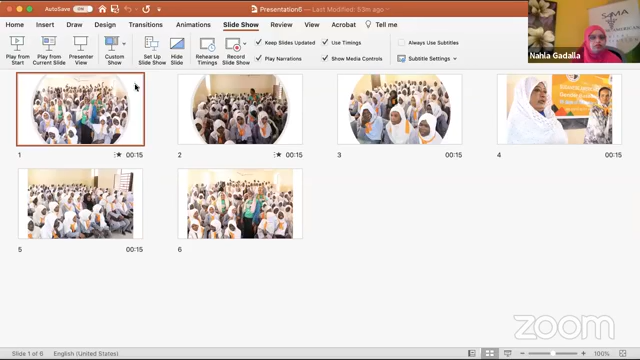 AutoSave
Presentation6 — Last Modified: 53m ago
Home Insert Draw Design Transitions Animations Slide Show Review View Acrobat Tell me
Play from Start
Play from Current Slide
Presenter View
Custom Show
Set Up Slide Show
Hide Slide
Rehearse Timings
Record Slide Show
Keep Slides Updated
Play Narrations
Use Timings
Show Media Controls
Always Use Subtitles
Subtitle Settings
Nahla Gadalla
1 00:15
2 00:15
3 00:15
4 00:15
5 00:15
6
zoom
Slide 1 of 6 English (United States) 100%